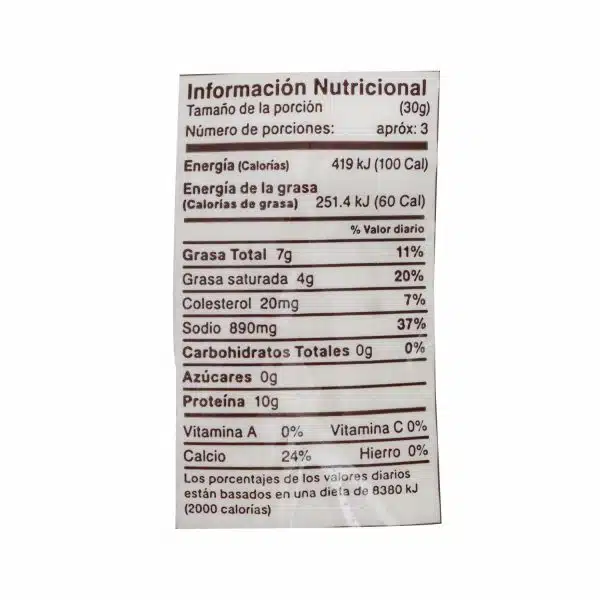 Información Nutricional
Tamaño de la porción (30g)
Número de porciones: apróx: 3
Energía (Calorías) 419 kJ (100 Cal)
Energía de la grasa
(Calorías de grasa) 251.4 kJ (60 Cal)
% Valor diario
Grasa Total 7g 11%
Grasa saturada 4g 20%
Colesterol 20mg 7%
Sodio 890mg 37%
Carbohidratos Totales 0g 0%
Azúcares 0g
Proteína 10g
Vitamina A 0% Vitamina C 0%
Calcio 24% Hierro 0%
Los porcentajes de los valores diarios
están basados en una dieta de 8380 kJ
(2000 calorías)